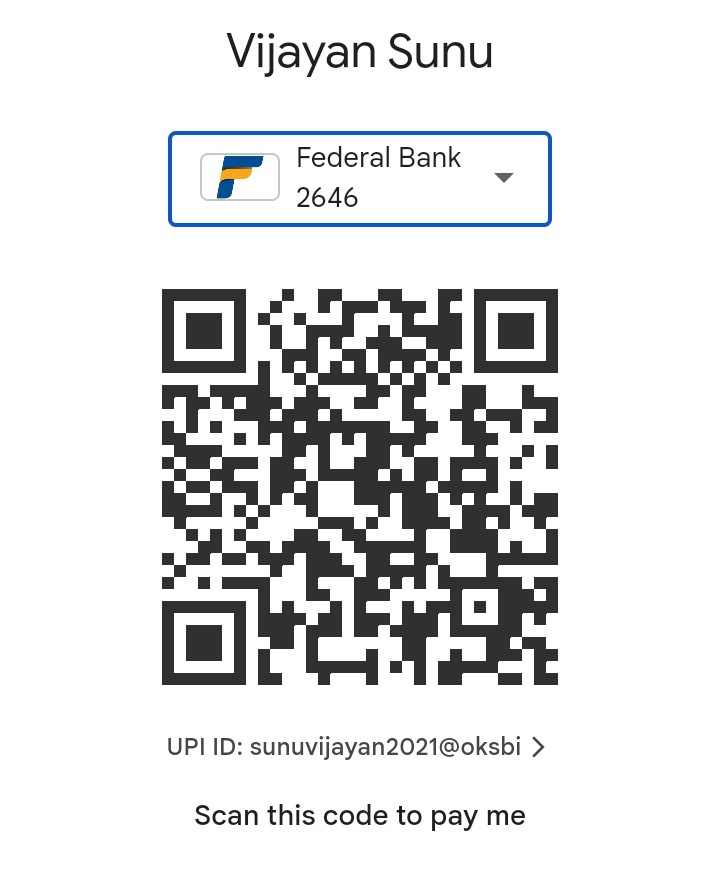 Vijayan Sunu
Federal Bank
2646
UPI ID: sunuvijayan2021@oksbi
Scan this code to pay me